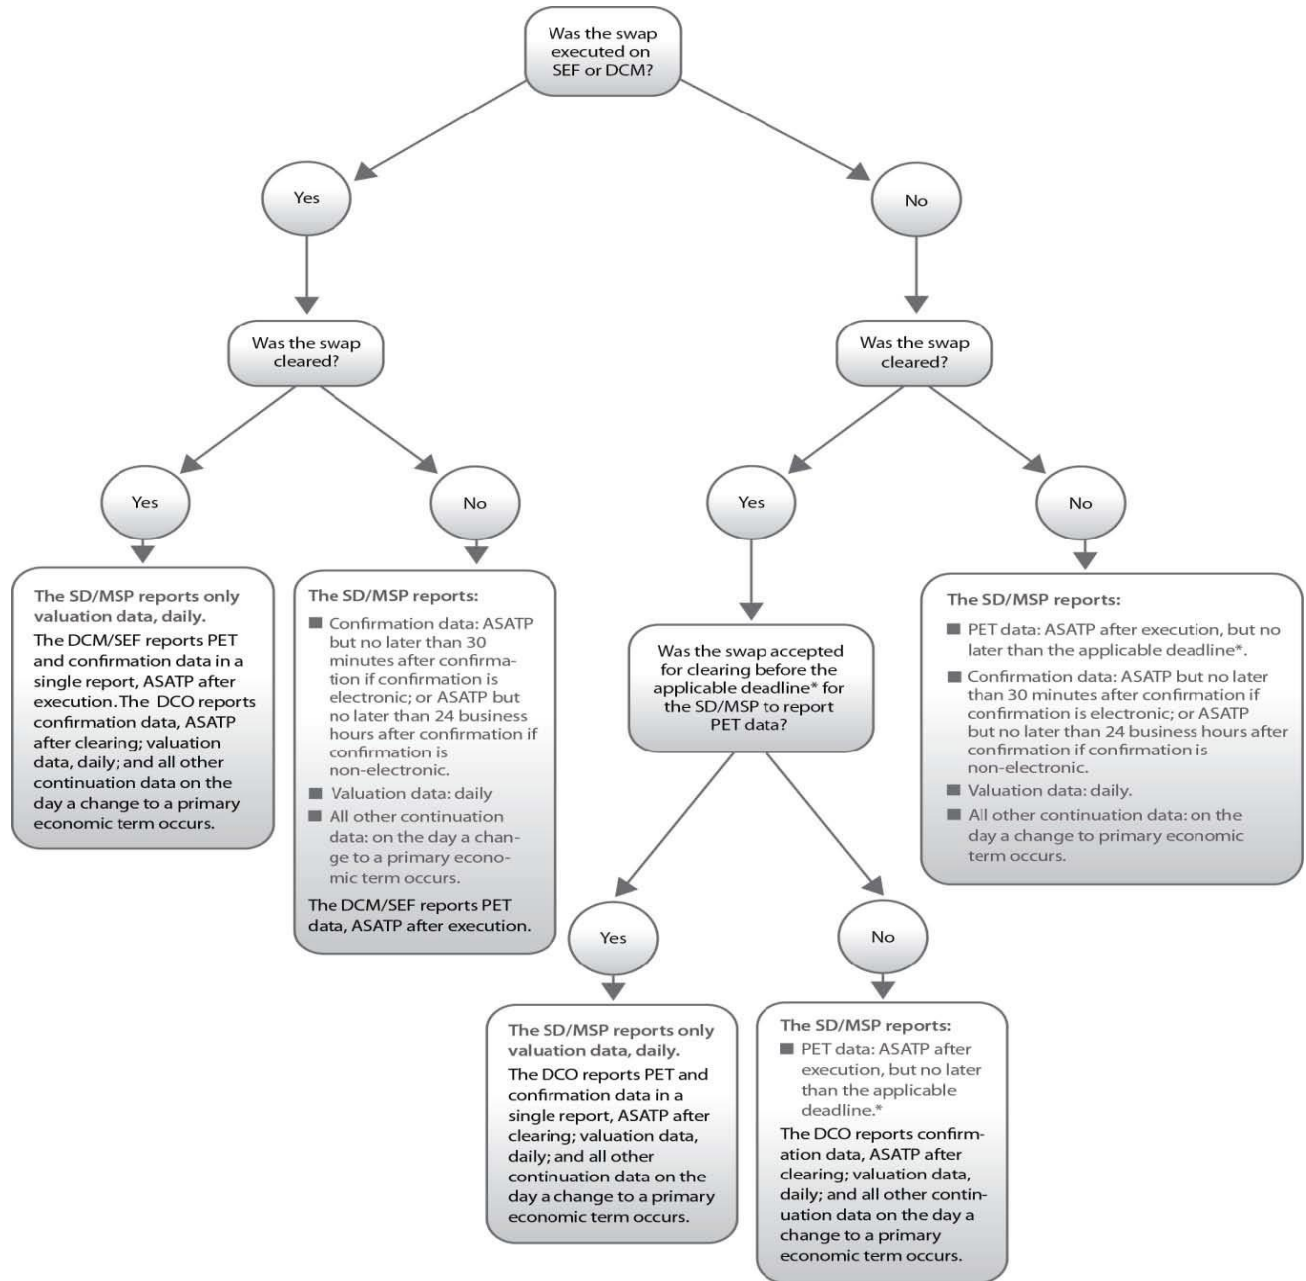 Was the swap
executed on
SEF or DCM?
Yes
No
Was the swap
cleared?
Was the swap
cleared?
Yes
No
Yes
No
The SD/MSP reports only
valuation data, daily.
The DCM/SEF reports PET
and confirmation data in a
single report, ASATP after
execution. The DCO reports
confirmation data, ASATP
after clearing; valuation
data, daily; and all other
continuation data on the
day a change to a primary
economic term occurs.
The SD/MSP reports:
■ Confirmation data: ASATP
but no later than 30
minutes after confirma-
tion if confirmation is
electronic; or ASATP but
no later than 24 business
hours after confirmation if
confirmation is
non-electronic.
■ Valuation data: daily
■ All other continuation
data: on the day a chan-
ge to a primary econo-
mic term occurs.
The DCM/SEF reports PET
data, ASATP after execution.
Was the swap accepted
for clearing before the
applicable deadline* for
the SD/MSP to report
PET data?
The SD/MSP reports:
■ PET data: ASATP after execution, but no
later than the applicable deadline*.
■ Confirmation data: ASATP but no later
than 30 minutes after confirmation if
confirmation is electronic; or ASATP
but no later than 24 business hours after
confirmation if confirmation is
non-electronic.
■ Valuation data: daily.
■ All other continuation data: on the
day a change to primary economic
term occurs.
Yes
No
The SD/MSP reports only
valuation data, daily.
The DCO reports PET and
confirmation data in a
single report, ASATP after
clearing; valuation data,
daily; and all other
continuation data on the
day a change to a primary
economic term occurs.
The SD/MSP reports:
■ PET data: ASATP after
execution, but no later
than the applicable
deadline.*
The DCO reports confirm-
ation data, ASATP after
clearing; valuation data,
daily; and all other contin-
uation data on the day a
change to a primary
economic term occurs.